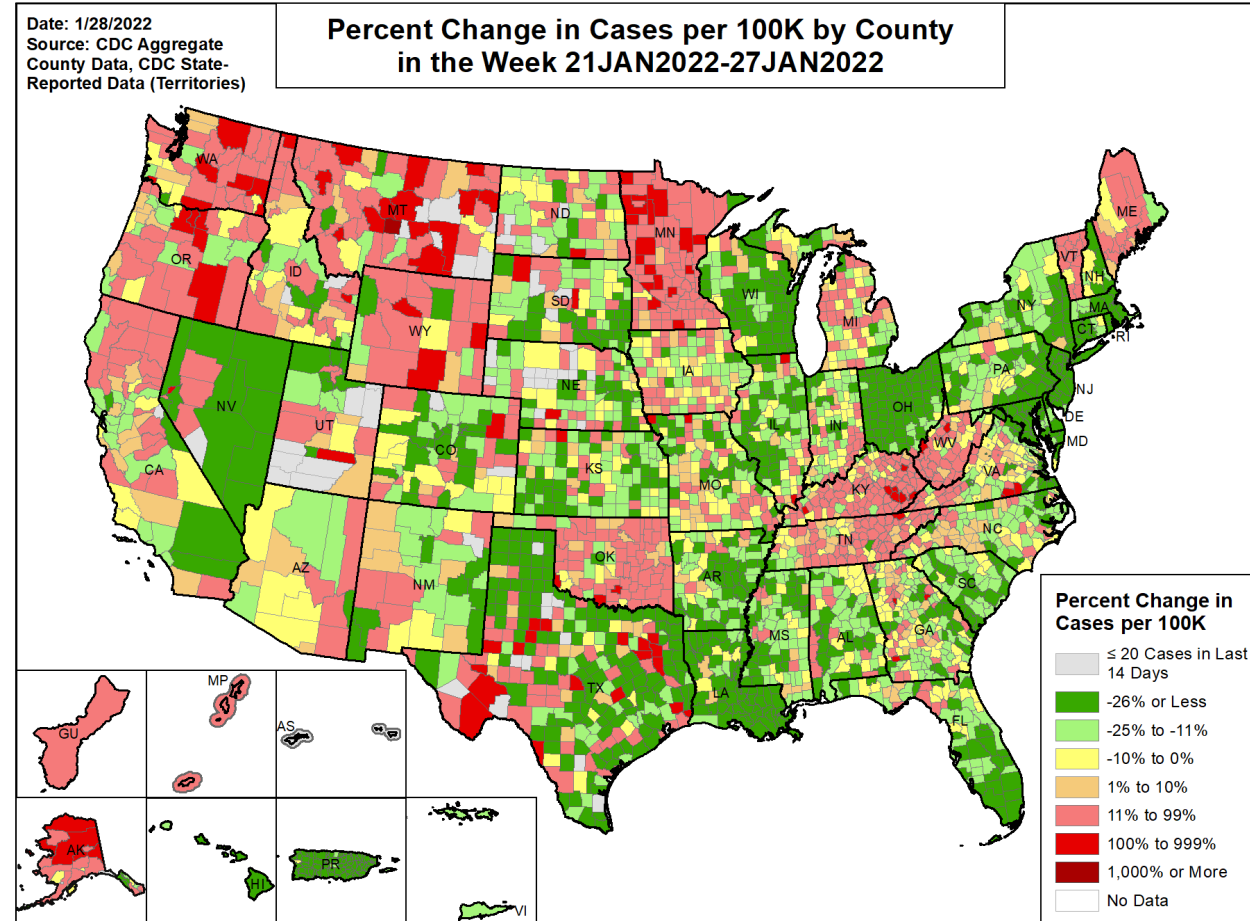 Date: 1/28/2022
Source: CDC Aggregate
County Data, CDC State-
Reported Data (Territories)
Percent Change in Cases per 100K by County
in the Week 21JAN2022-27JAN2022
WA
MT
ND
MN
ME
OR
ID
SD
WI
MI
VT
NH
NY
MA
CT
RI
WY
IA
NE
PA
NJ
NV
UT
CO
IL
IN
OH
DE
MD
WV
VA
CA
KS
MO
KY
AZ
NM
OK
AR
TN
NC
SC
MS
AL
GA
TX
LA
FL
GU
MP
AS
AK
HI
PR
VI
Percent Change in
Cases per 100K
≤ 20 Cases in Last
14 Days
-26% or Less
-25% to -11%
-10% to 0%
1% to 10%
11% to 99%
100% to 999%
1,000% or More
No Data